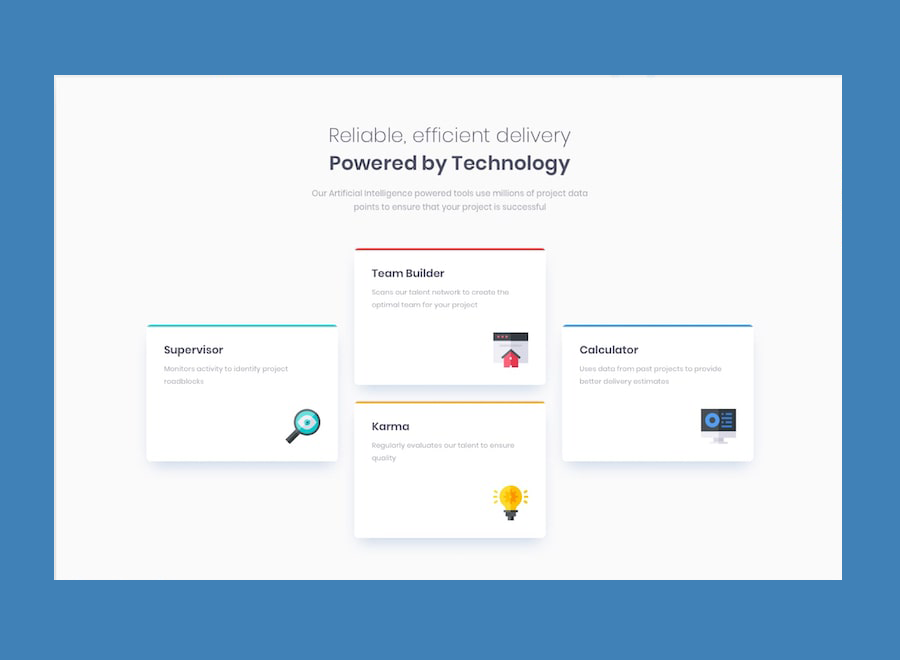 Reliable, efficient delivery
Powered by Technology
Our Artificial Intelligence powered tools use millions of project data
points to ensure that your project is successful
Team Builder
Scans our talent network to create the
optimal team for your project
Supervisor
Monitors activity to identify project
roadblocks
Calculator
Uses data from past projects to provide
better delivery estimates
Karma
Regularly evaluates our talent to ensure
quality